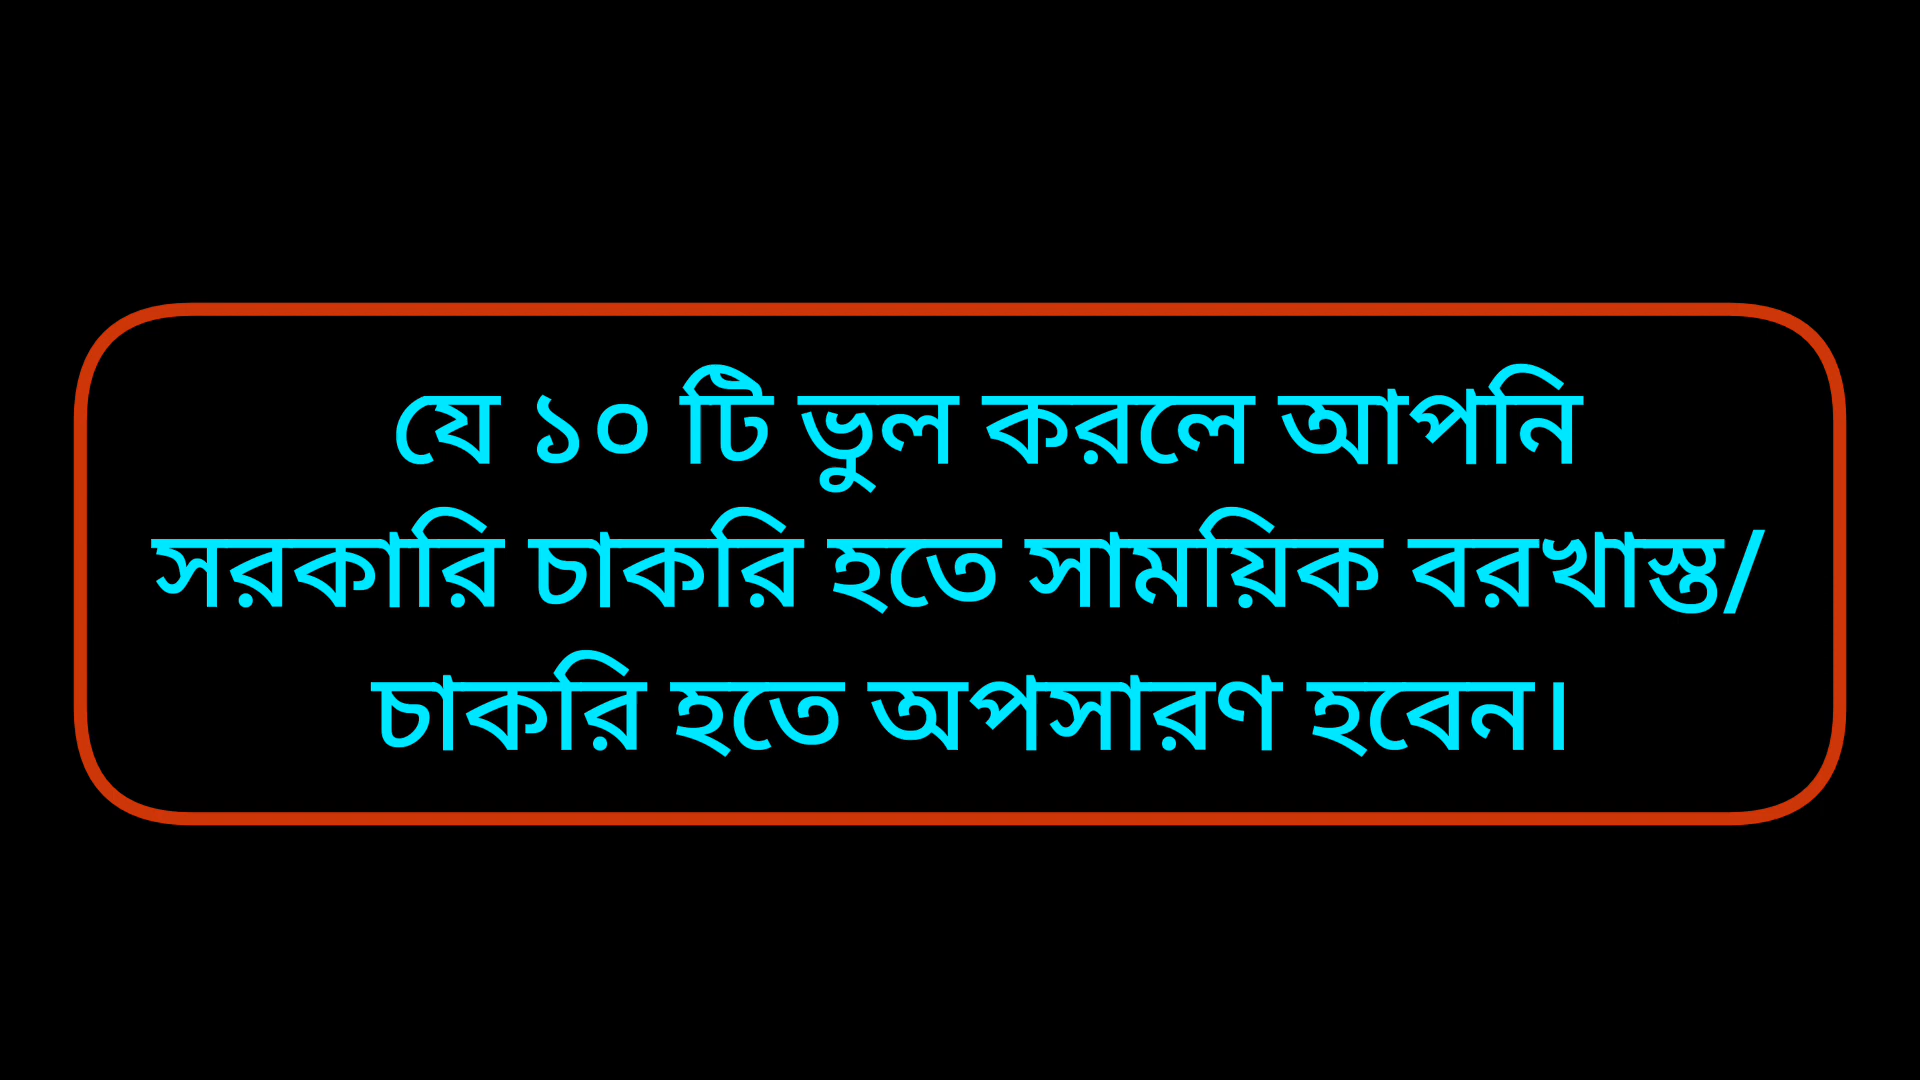 যে ১০ টি ভুল করলে আপনি
সরকারি চাকরি হতে সাময়িক বরখাস্ত/
চাকরি হতে অপসারণ হবেন।